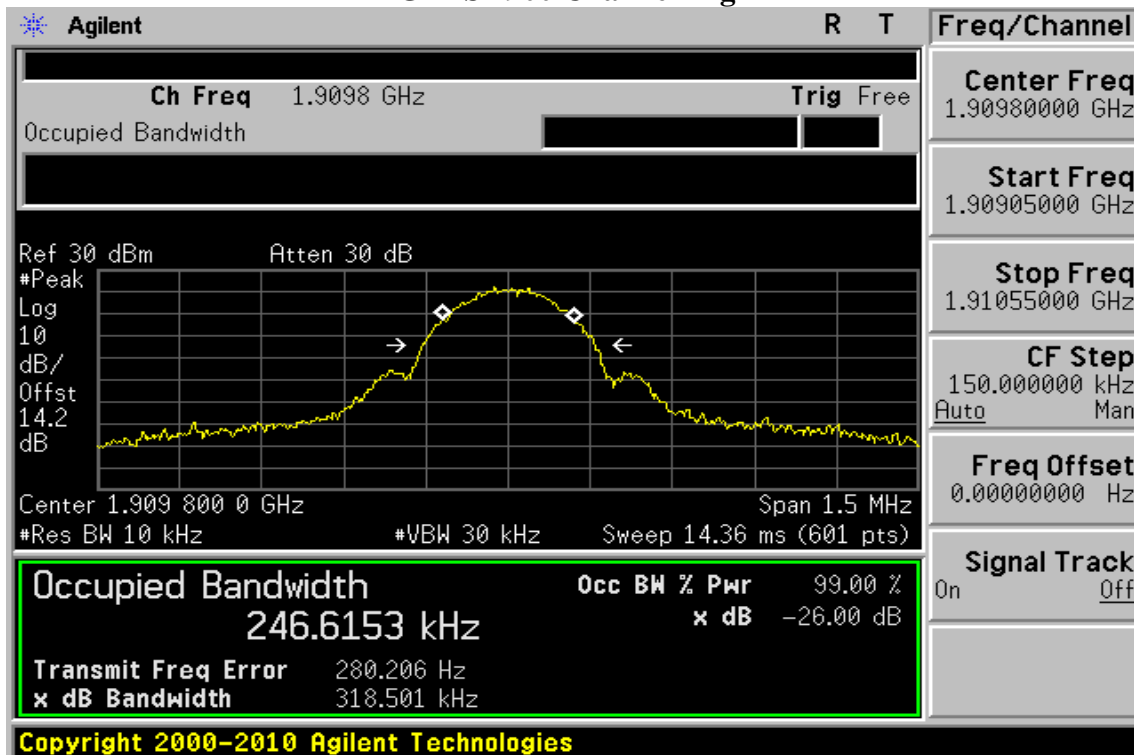 Agilent R T Freq/Channel
Ch Freq 1.9098 GHz Trig Free
Occupied Bandwidth
Center Freq
1.90980000 GHz
Start Freq
1.90905000 GHz
Stop Freq
1.91055000 GHz
CF Step
150.000000 kHz
Auto Man
Freq Offset
0.00000000 Hz
Signal Track
On Off
Ref 30 dBm Atten 30 dB
#Peak
Log
10
dB/
Offst
14.2
dB
Center 1.909 800 0 GHz Span 1.5 MHz
#Res BW 10 kHz #VBW 30 kHz Sweep 14.36 ms (601 pts)
Occupied Bandwidth Occ BW % Pwr 99.00 %
246.6153 kHz x dB -26.00 dB
Transmit Freq Error 280.206 Hz
x dB Bandwidth 318.501 kHz
Copyright 2000-2010 Agilent Technologies